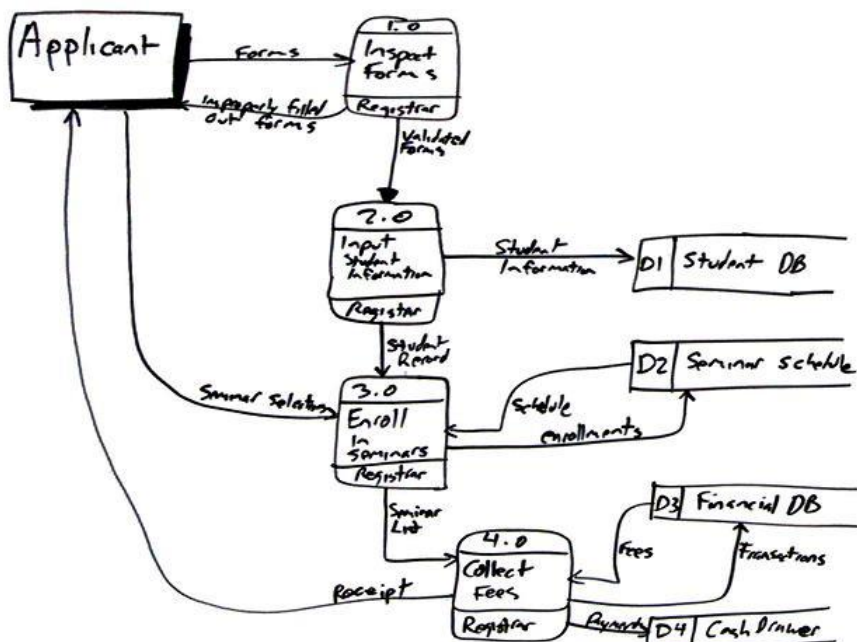 Applicant
Forms
1.0
Inspect
Forms
Registrar
Improperly filled
out forms
Validated
Forms
2.0
Input
Student
Information
Registrar
Student
Information
D1 Student DB
Student
Record
D2 Seminar Schedule
Seminar Selection
3.0
Enroll
In
Seminars
Registrar
Schedule
enrollments
Seminar
List
D3 Financial DB
4.0
Collect
Fees
Registrar
Fees
Transactions
Receipt
Payments
D4 Cash Drawer